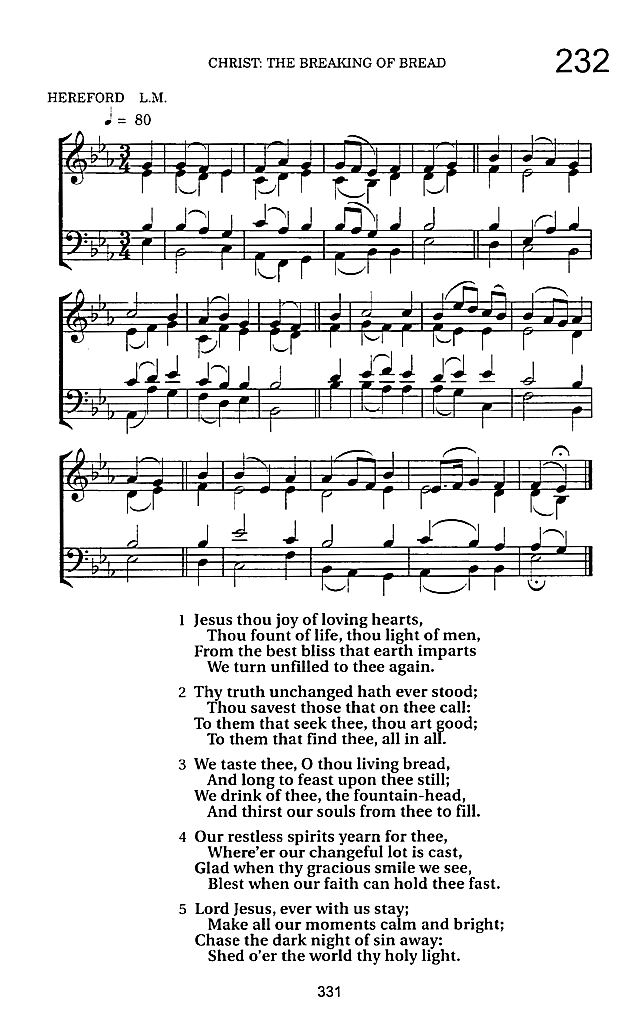 CHRIST: THE BREAKING OF BREAD
232
HEREFORD L.M.
♩ = 80
1 Jesus thou joy of loving hearts,
Thou fount of life, thou light of men,
From the best bliss that earth imparts
We turn unfilled to thee again.
2 Thy truth unchanged hath ever stood;
Thou savest those that on thee call:
To them that seek thee, thou art good;
To them that find thee, all in all.
3 We taste thee, O thou living bread,
And long to feast upon thee still;
We drink of thee, the fountain-head,
And thirst our souls from thee to fill.
4 Our restless spirits yearn for thee,
Where'er our changeful lot is cast,
Glad when thy gracious smile we see,
Blest when our faith can hold thee fast.
5 Lord Jesus, ever with us stay;
Make all our moments calm and bright;
Chase the dark night of sin away:
Shed o'er the world thy holy light.
331